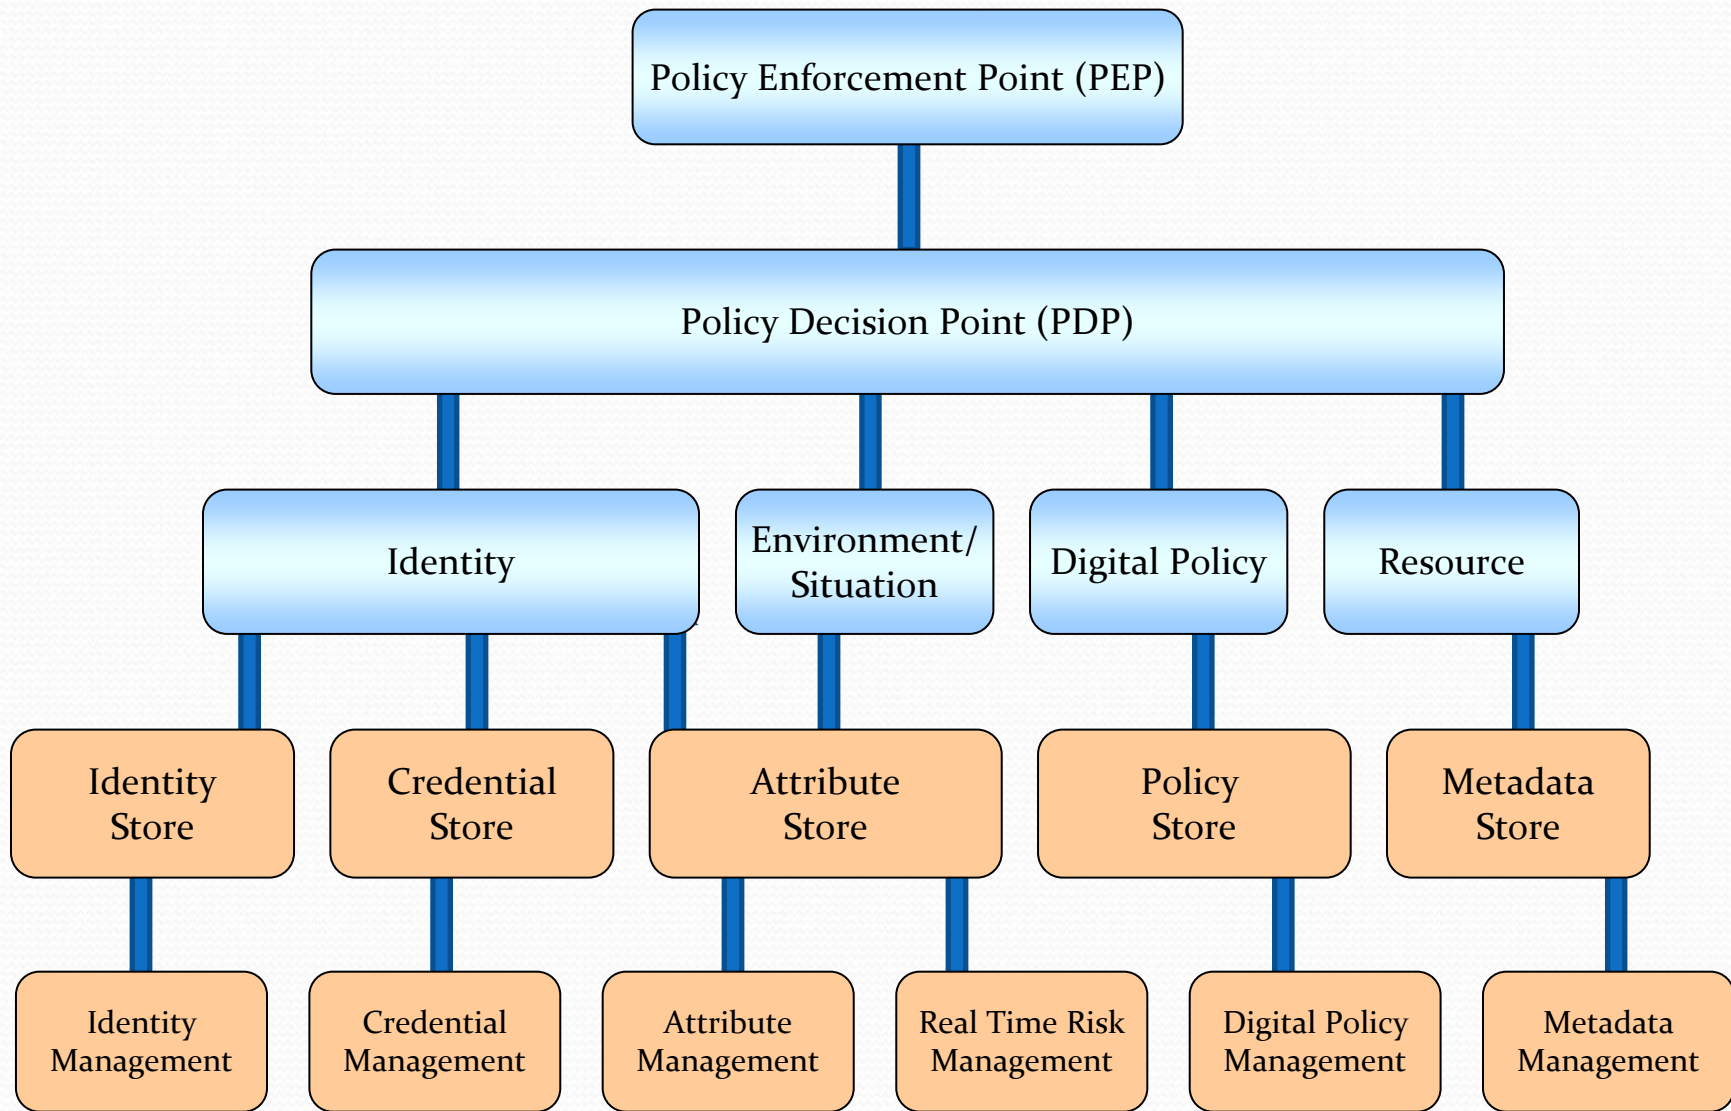 Policy Enforcement Point (PEP)
Policy Decision Point (PDP)
Identity
Environment/
Situation
Digital Policy
Resource
Identity
Store
Credential
Store
Attribute
Store
Policy
Store
Metadata
Store
Identity
Management
Credential
Management
Attribute
Management
Real Time Risk
Management
Digital Policy
Management
Metadata
Management